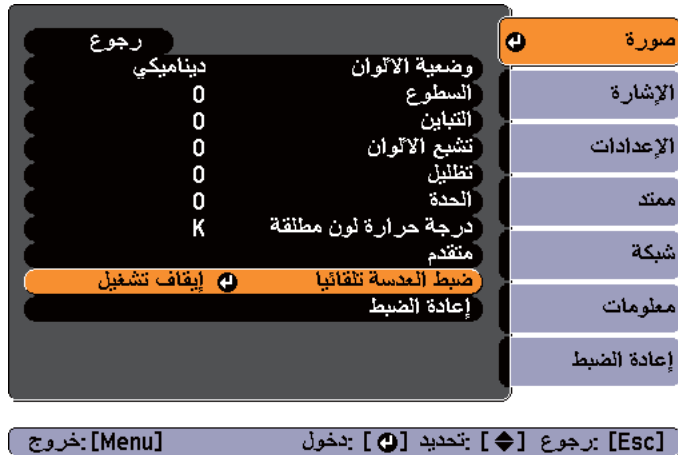 صورة
الإشارة
الإعدادات
ممتد
شبكة
معلومات
إعادة الضبط
رجوع
وضعية الألوان ديناميكي
السطوع 0
التباين 0
تشبع الألوان 0
تظليل 0
الحدة 0
درجة حرارة لون مطلقة K
متقدم
ضبط العدسة تلقائيا إيقاف تشغيل
إعادة الضبط
[Esc] :رجوع [ ] :تحديد [ ] :دخول [Menu] :خروج